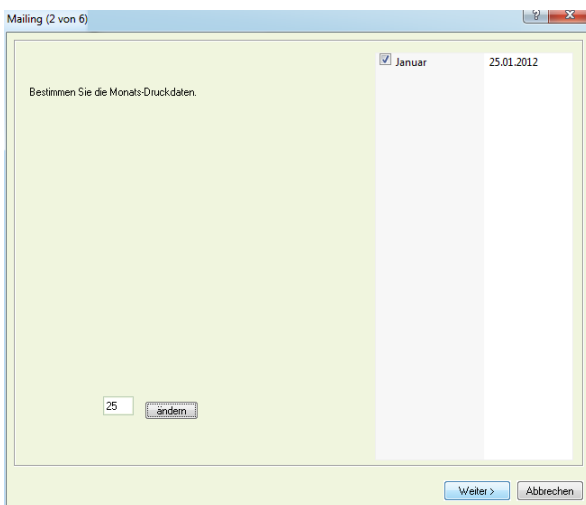 Mailing (2 von 6)
?
Januar 25.01.2012
Bestimmen Sie die Monats-Druckdaten.
25 ändern
Weiter > Abbrechen